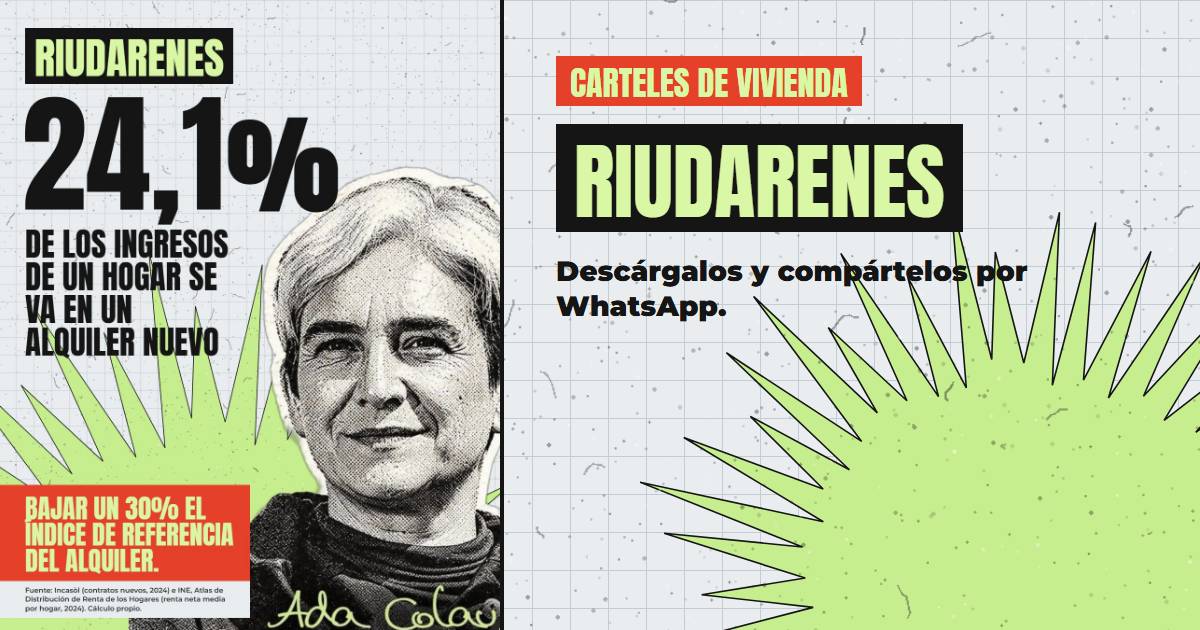 RIUDARENES
24,1%
DE LOS INGRESOS
DE UN HOGAR SE
VA EN UN
ALQUILER NUEVO
BAJAR UN 30% EL
ÍNDICE DE REFERENCIA
DEL ALQUILER.
Fuente: Incasòl (contratos nuevos, 2024) e INE, Atlas de
Distribución de Renta de los Hogares (renta neta media
por hogar, 2024). Cálculo propio.
Ada Colau
CARTELES DE VIVIENDA
RIUDARENES
Descárgalos y compártelos por
WhatsApp.